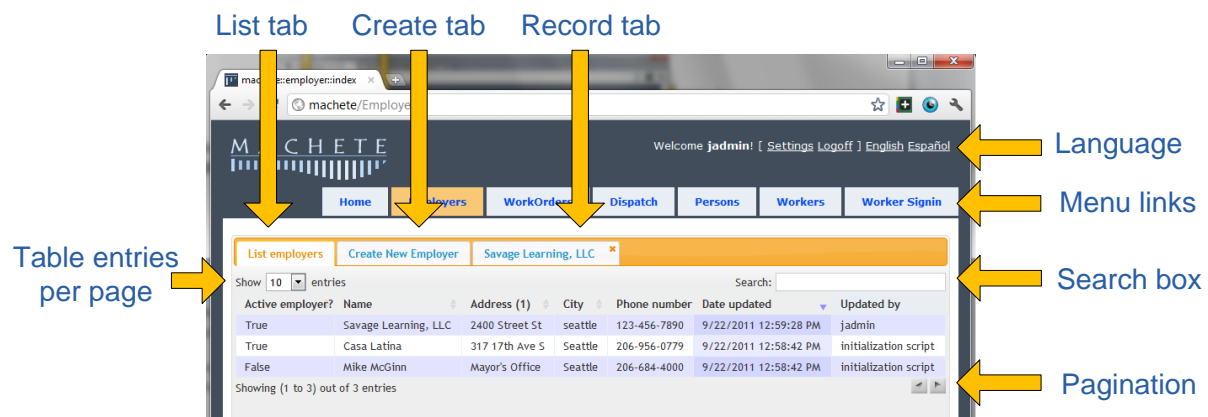 List tab Create tab Record tab
machete::employer::index
machete/Employe
MACHETE
Welcome jadmin! [ Settings Logoff ] English Español
Language
Home Employers WorkOrders Dispatch Persons Workers Worker Signin
Menu links
List employers Create New Employer Savage Learning, LLC
Table entries per page
Show 10 entries Search:
Search box
Active employer? Name Address (1) City Phone number Date updated Updated by
True Savage Learning, LLC 2400 Street St seattle 123-456-7890 9/22/2011 12:59:28 PM jadmin
True Casa Latina 317 17th Ave S Seattle 206-956-0779 9/22/2011 12:58:42 PM initialization script
False Mike McGinn Mayor's Office Seattle 206-684-4000 9/22/2011 12:58:42 PM initialization script
Showing (1 to 3) out of 3 entries
Pagination